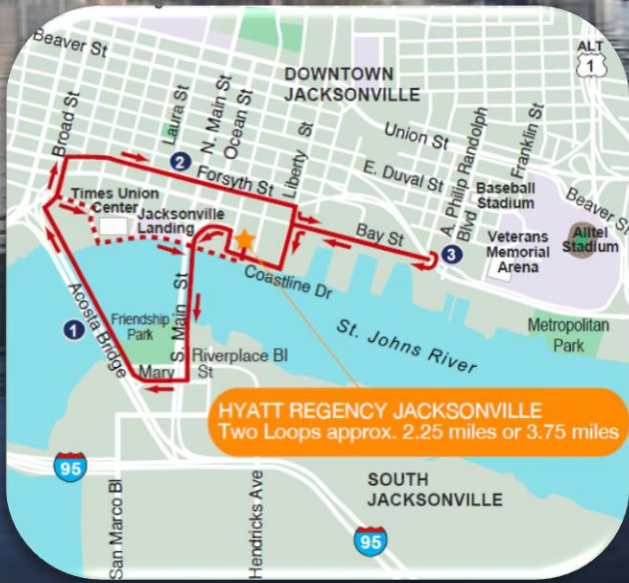 Beaver St
ALT
1
DOWNTOWN
JACKSONVILLE
Broad St
Laura St
N. Main St
Ocean St
Liberty St
Union St
A. Philip Randolph
Blvd
Franklin St
2
Forsyth St
E. Duval St
Baseball
Stadium
Beaver St
Times Union
Center
Jacksonville
Landing
Bay St
3
Veterans
Memorial
Arena
Alltel
Stadium
Coastline Dr
Acosta Bridge
1
Friendship
Park
S. Main St
St. Johns River
Metropolitan
Park
Riverplace Bl
Mary St
HYATT REGENCY JACKSONVILLE
Two Loops approx. 2.25 miles or 3.75 miles
95
San Marco Bl
Hendricks Ave
SOUTH
JACKSONVILLE
95